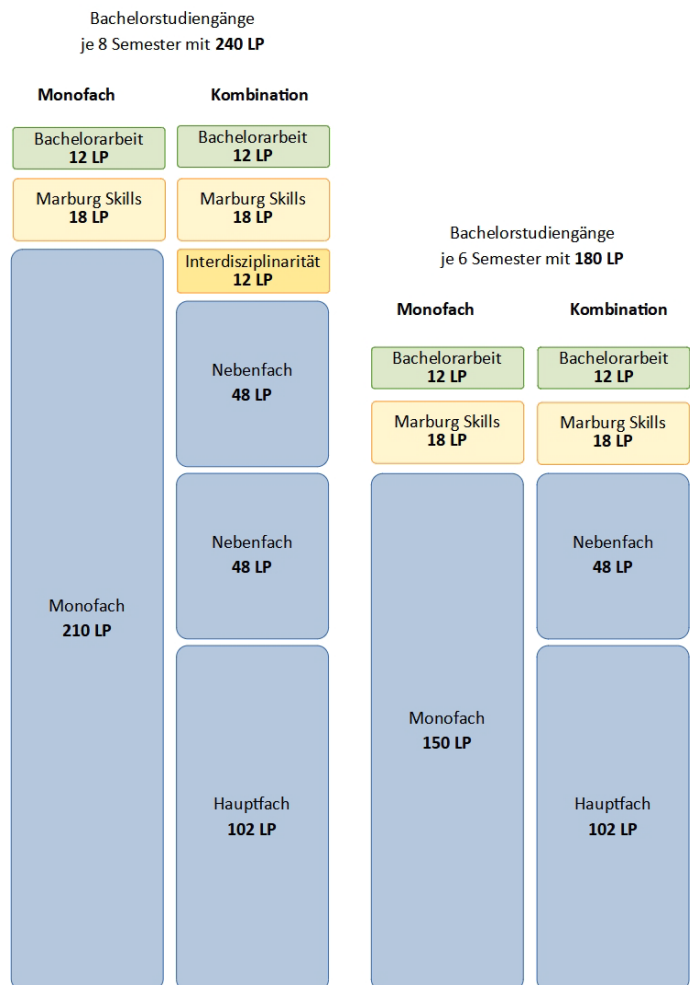 Bachelorstudiengänge
je 8 Semester mit 240 LP
Monofach
Kombination
Bachelorarbeit
12 LP
Marburg Skills
18 LP
Monofach
210 LP
Bachelorarbeit
12 LP
Marburg Skills
18 LP
Interdisziplinarität
12 LP
Nebenfach
48 LP
Nebenfach
48 LP
Hauptfach
102 LP
Bachelorstudiengänge
je 6 Semester mit 180 LP
Monofach
Kombination
Bachelorarbeit
12 LP
Marburg Skills
18 LP
Monofach
150 LP
Bachelorarbeit
12 LP
Marburg Skills
18 LP
Nebenfach
48 LP
Hauptfach
102 LP